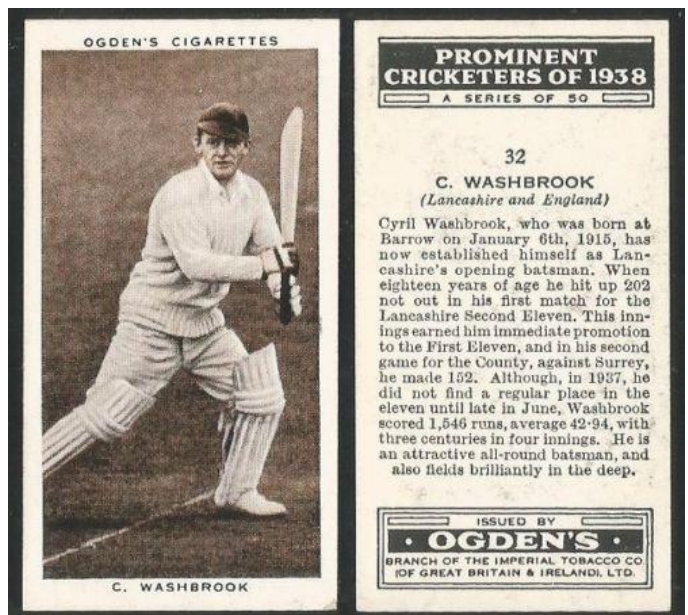 OGDEN'S CIGARETTES
C. WASHBROOK
PROMINENT
CRICKETERS OF 1938
A SERIES OF 50
32
C. WASHBROOK
(Lancashire and England)
Cyril Washbrook, who was born at
Barrow on January 6th, 1915, has
now established himself as Lan-
cashire's opening batsman. When
eighteen years of age he hit up 202
not out in his first match for the
Lancashire Second Eleven. This inn-
ings earned him immediate promotion
to the First Eleven, and in his second
game for the County, against Surrey,
he made 152. Although, in 1937, he
did not find a regular place in the
eleven until late in June, Washbrook
scored 1,546 runs, average 42·94, with
three centuries in four innings. He is
an attractive all-round batsman, and
also fields brilliantly in the deep.
ISSUED BY
· OGDEN'S ·
BRANCH OF THE IMPERIAL TOBACCO CO
(OF GREAT BRITAIN & IRELAND), LTD.